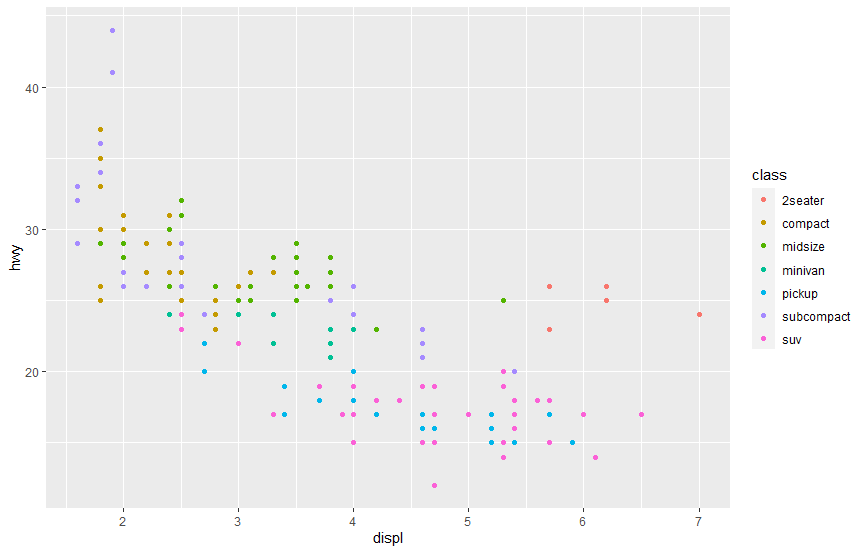 40
30
20
hwy
2 3 4 5 6 7
displ
class
2seater
compact
midsize
minivan
pickup
subcompact
suv